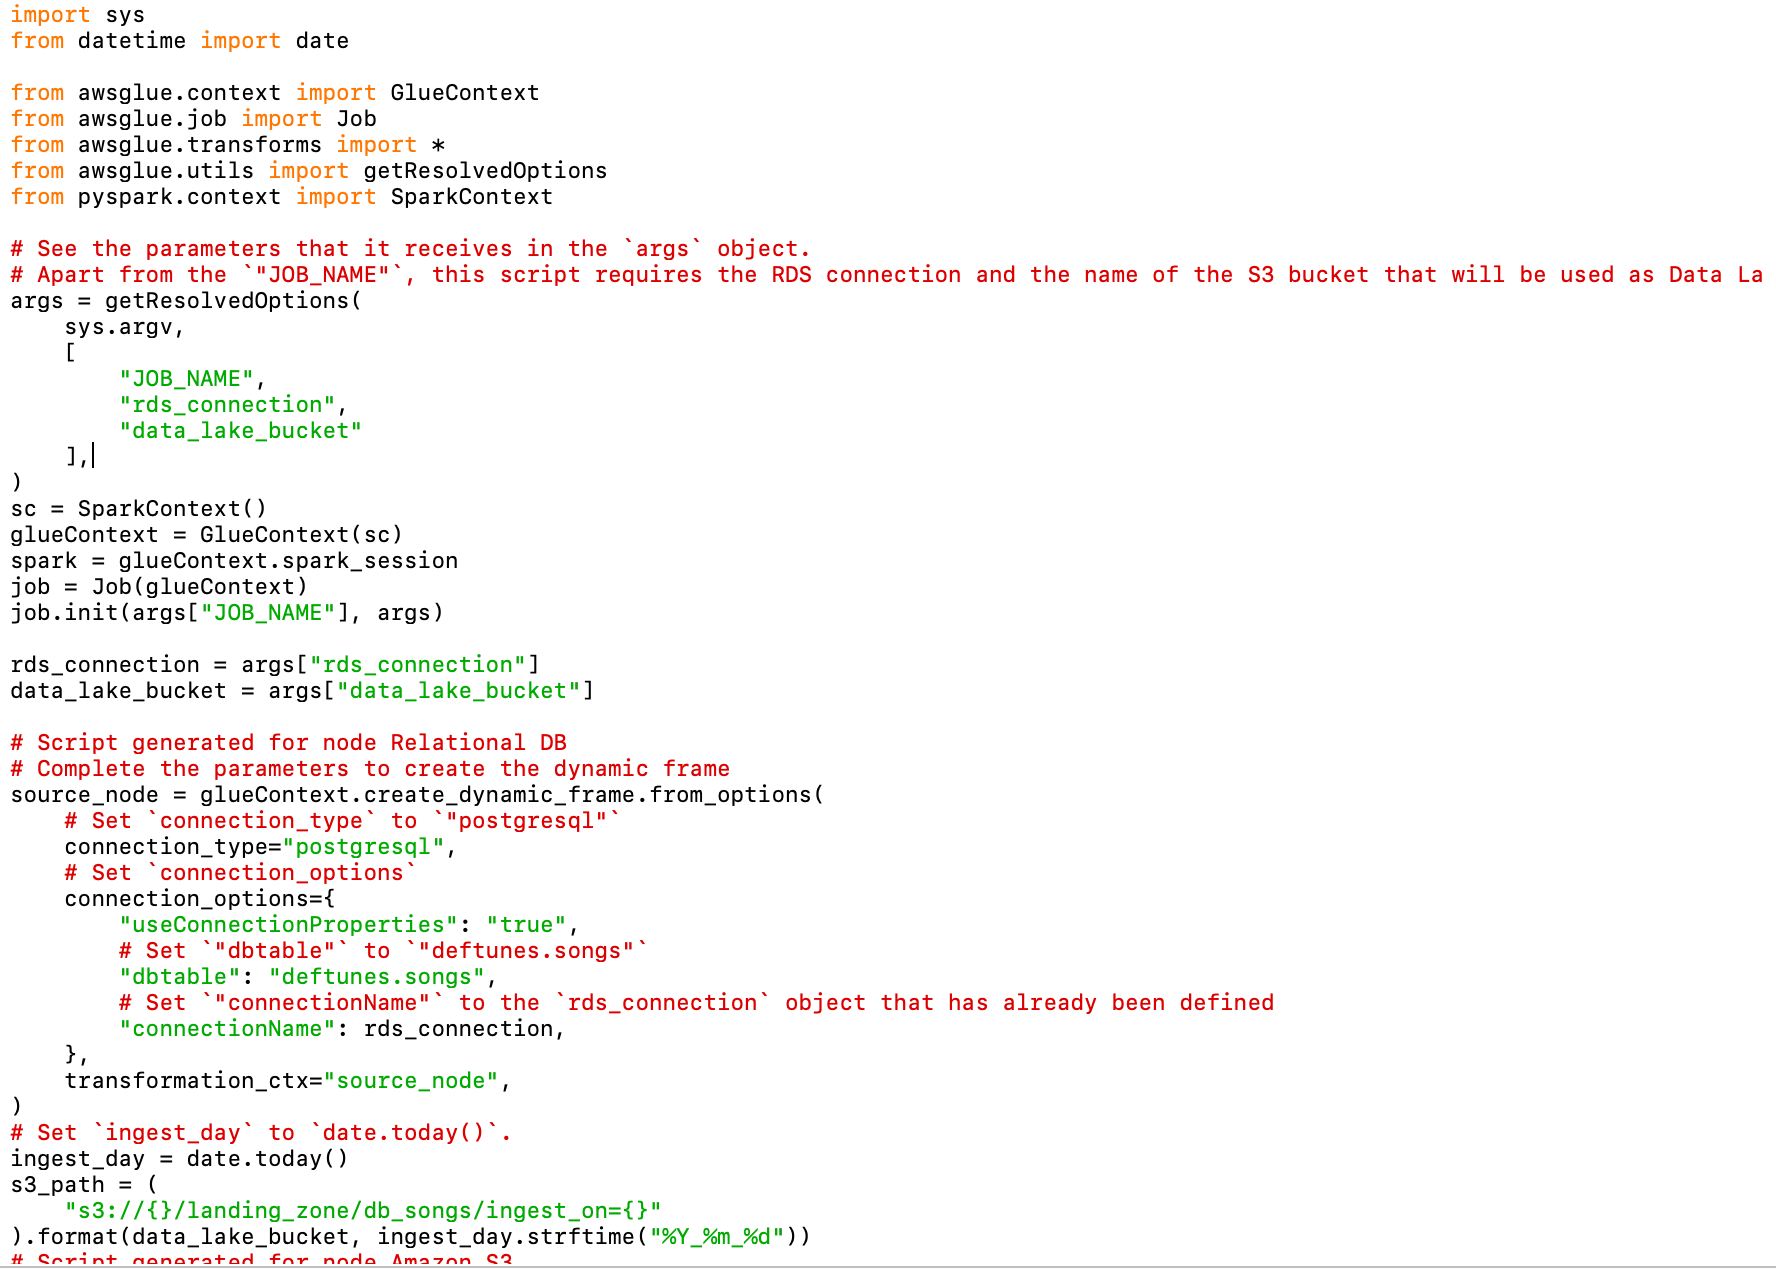 import sys
from datetime import date

from awsglue.context import GlueContext
from awsglue.job import Job
from awsglue.transforms import *
from awsglue.utils import getResolvedOptions
from pyspark.context import SparkContext

# See the parameters that it receives in the `args` object.
# Apart from the `"JOB_NAME"`, this script requires the RDS connection and the name of the S3 bucket that will be used as Data La
args = getResolvedOptions(
    sys.argv,
    [
        "JOB_NAME",
        "rds_connection",
        "data_lake_bucket"
    ],
)
sc = SparkContext()
glueContext = GlueContext(sc)
spark = glueContext.spark_session
job = Job(glueContext)
job.init(args["JOB_NAME"], args)

rds_connection = args["rds_connection"]
data_lake_bucket = args["data_lake_bucket"]

# Script generated for node Relational DB
# Complete the parameters to create the dynamic frame
source_node = glueContext.create_dynamic_frame.from_options(
    # Set `connection_type` to `"postgresql"`
    connection_type="postgresql",
    # Set `connection_options`
    connection_options={
        "useConnectionProperties": "true",
        # Set `"dbtable"` to `"deftunes.songs"`
        "dbtable": "deftunes.songs",
        # Set `"connectionName"` to the `rds_connection` object that has already been defined
        "connectionName": rds_connection,
    },
    transformation_ctx="source_node",
)
# Set `ingest_day` to `date.today()`.
ingest_day = date.today()
s3_path = (
    "s3://{}/landing_zone/db_songs/ingest_on={}"
).format(data_lake_bucket, ingest_day.strftime("%Y_%m_%d"))
# Script generated for node Amazon S3